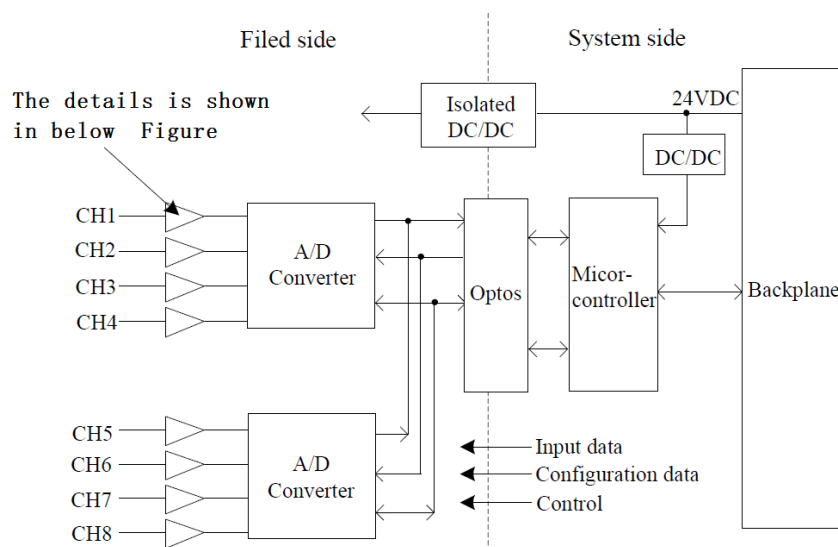 Filed side
System side
The details is shown
in below Figure
Isolated
DC/DC
24VDC
DC/DC
CH1
CH2
CH3
CH4
A/D
Converter
Optos
Micor-
controller
Backplane
CH5
CH6
CH7
CH8
A/D
Converter
Input data
Configuration data
Control